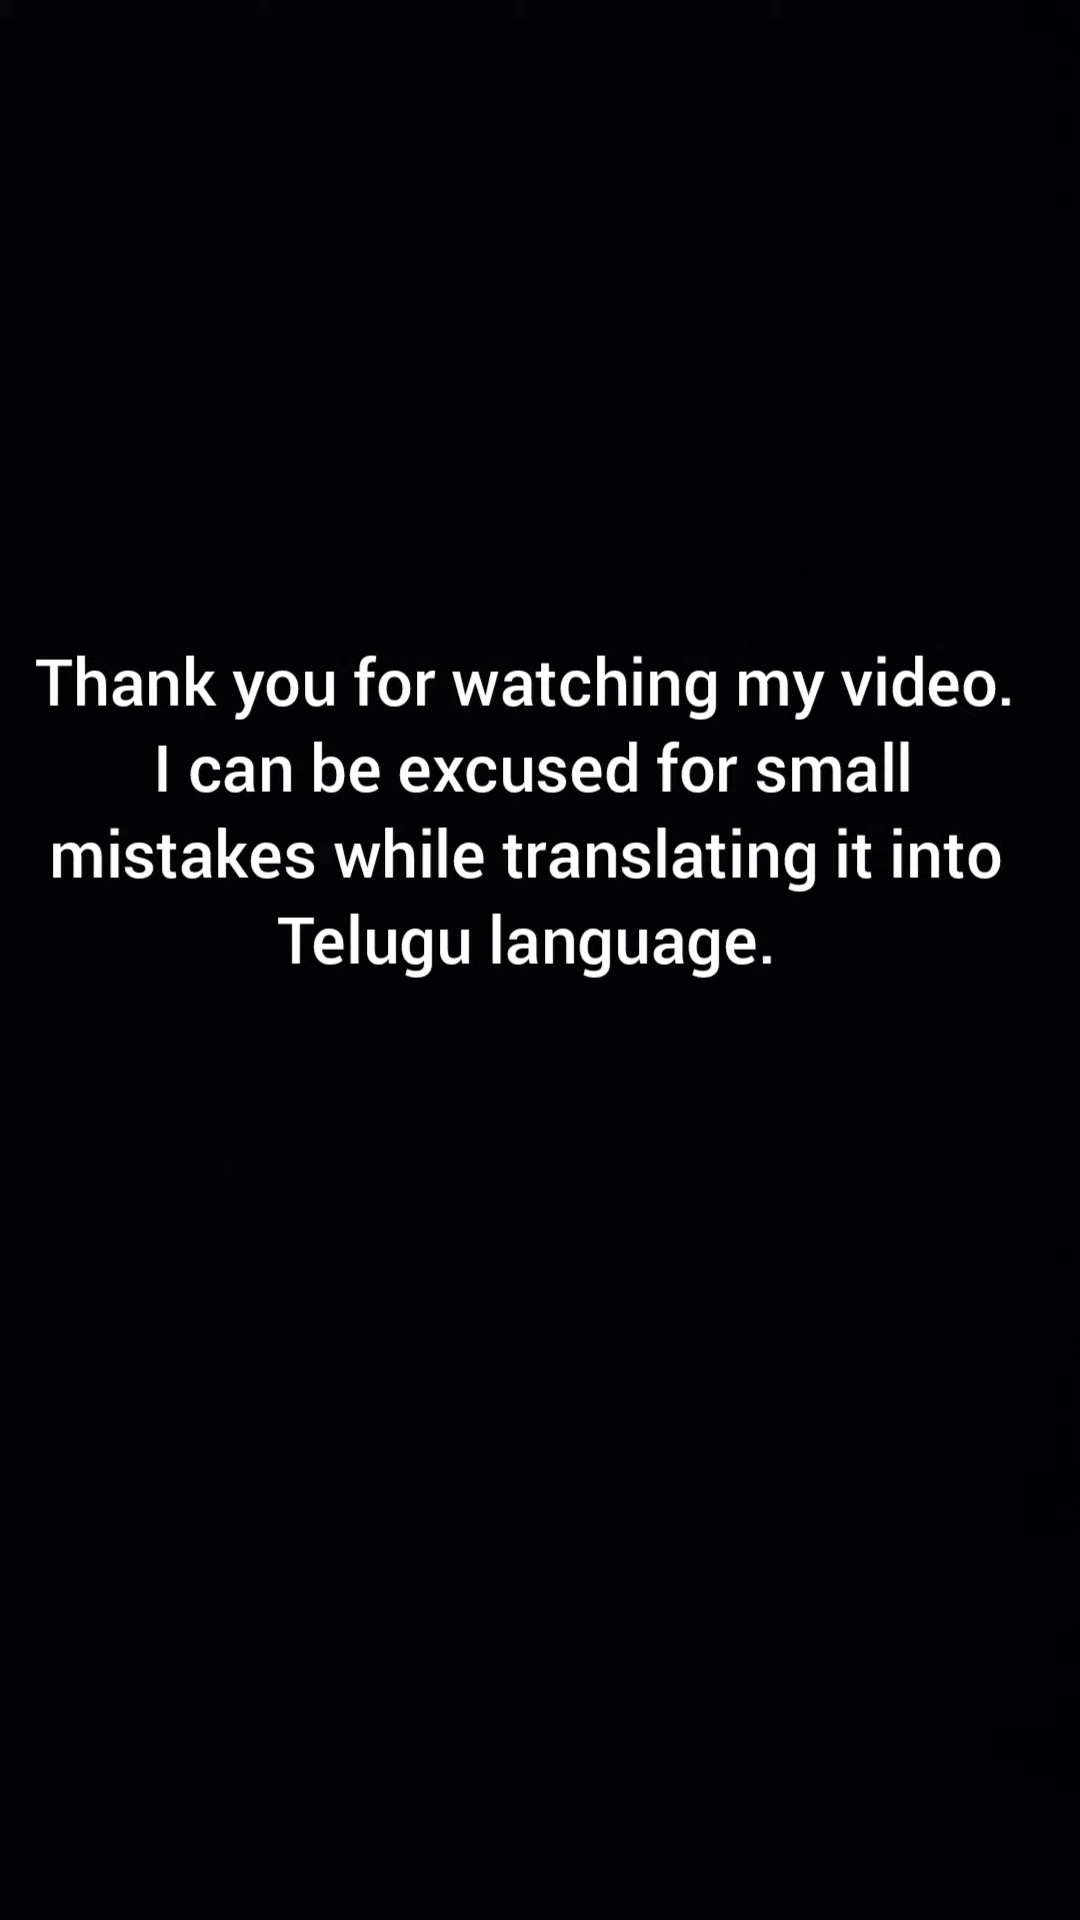 Thank you for watching my video.
I can be excused for small
mistakes while translating it into
Telugu language.